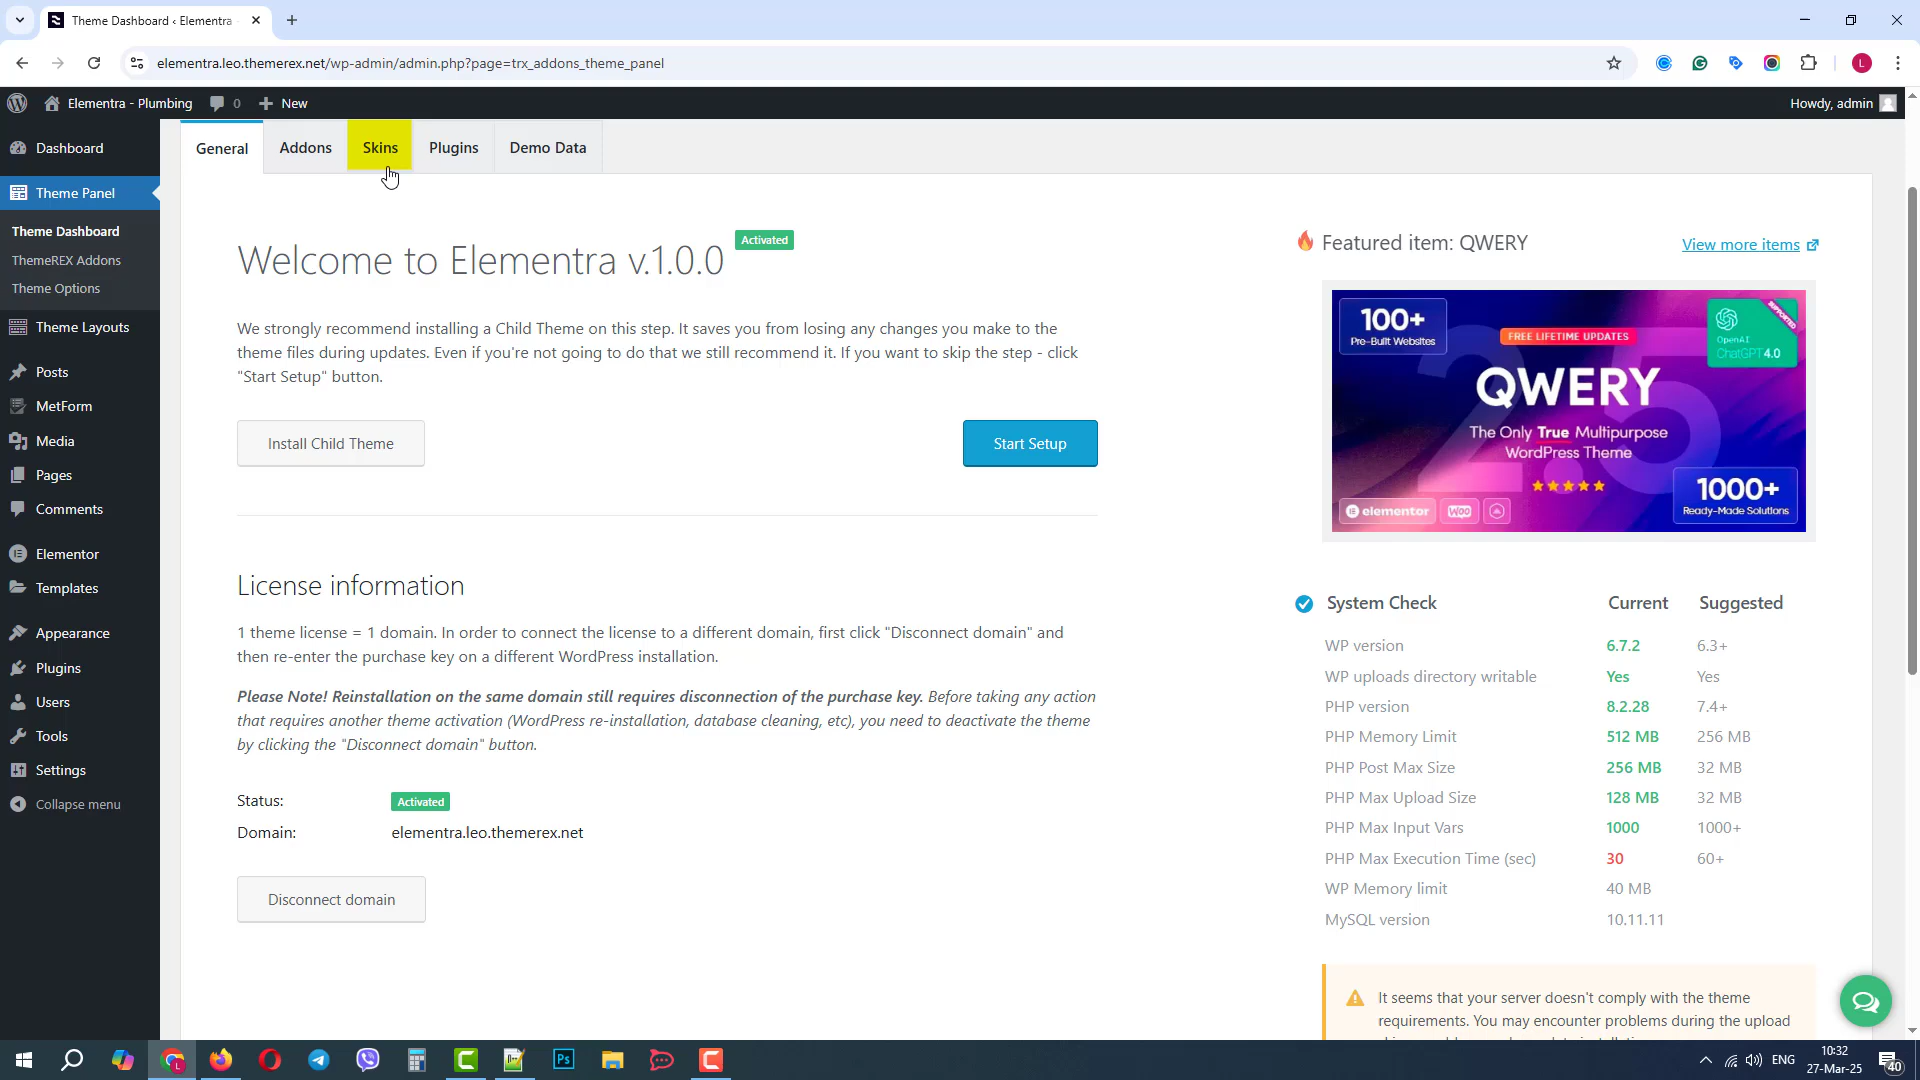 Theme Dashboard ‹ Elementra
elementra.leo.themerex.net/wp-admin/admin.php?page=trx_addons_theme_panel
L
Elementra - Plumbing
0
New
Howdy, admin
Dashboard
Theme Panel
Theme Dashboard
ThemeREX Addons
Theme Options
Theme Layouts
Posts
MetForm
Media
Pages
Comments
Elementor
Templates
Appearance
Plugins
Users
Tools
Settings
Collapse menu
General
Addons
Skins
Plugins
Demo Data
Welcome to Elementra v.1.0.0
Activated
We strongly recommend installing a Child Theme on this step. It saves you from losing any changes you make to the
theme files during updates. Even if you're not going to do that we still recommend it. If you want to skip the step - click
"Start Setup" button.
Install Child Theme
Start Setup
License information
1 theme license = 1 domain. In order to connect the license to a different domain, first click "Disconnect domain" and
then re-enter the purchase key on a different WordPress installation.
Please Note! Reinstallation on the same domain still requires disconnection of the purchase key. Before taking any action
that requires another theme activation (WordPress re-installation, database cleaning, etc), you need to deactivate the theme
by clicking the "Disconnect domain" button.
Status:
Activated
Domain:
elementra.leo.themerex.net
Disconnect domain
Featured item: QWERY
View more items
100+
Pre-Built Websites
FREE LIFETIME UPDATES
OpenAI
ChatGPT 4.0
SUPPORTED
2.5
QWERY
The Only True Multipurpose
WordPress Theme
elementor
WOO
1000+
Ready-Made Solutions
System Check Current Suggested
WP version 6.7.2 6.3+
WP uploads directory writable Yes Yes
PHP version 8.2.28 7.4+
PHP Memory Limit 512 MB 256 MB
PHP Post Max Size 256 MB 32 MB
PHP Max Upload Size 128 MB 32 MB
PHP Max Input Vars 1000 1000+
PHP Max Execution Time (sec) 30 60+
WP Memory limit 40 MB
MySQL version 10.11.11
It seems that your server doesn't comply with the theme
requirements. You may encounter problems during the upload
L
Ps
ENG
10:32
27-Mar-25
40